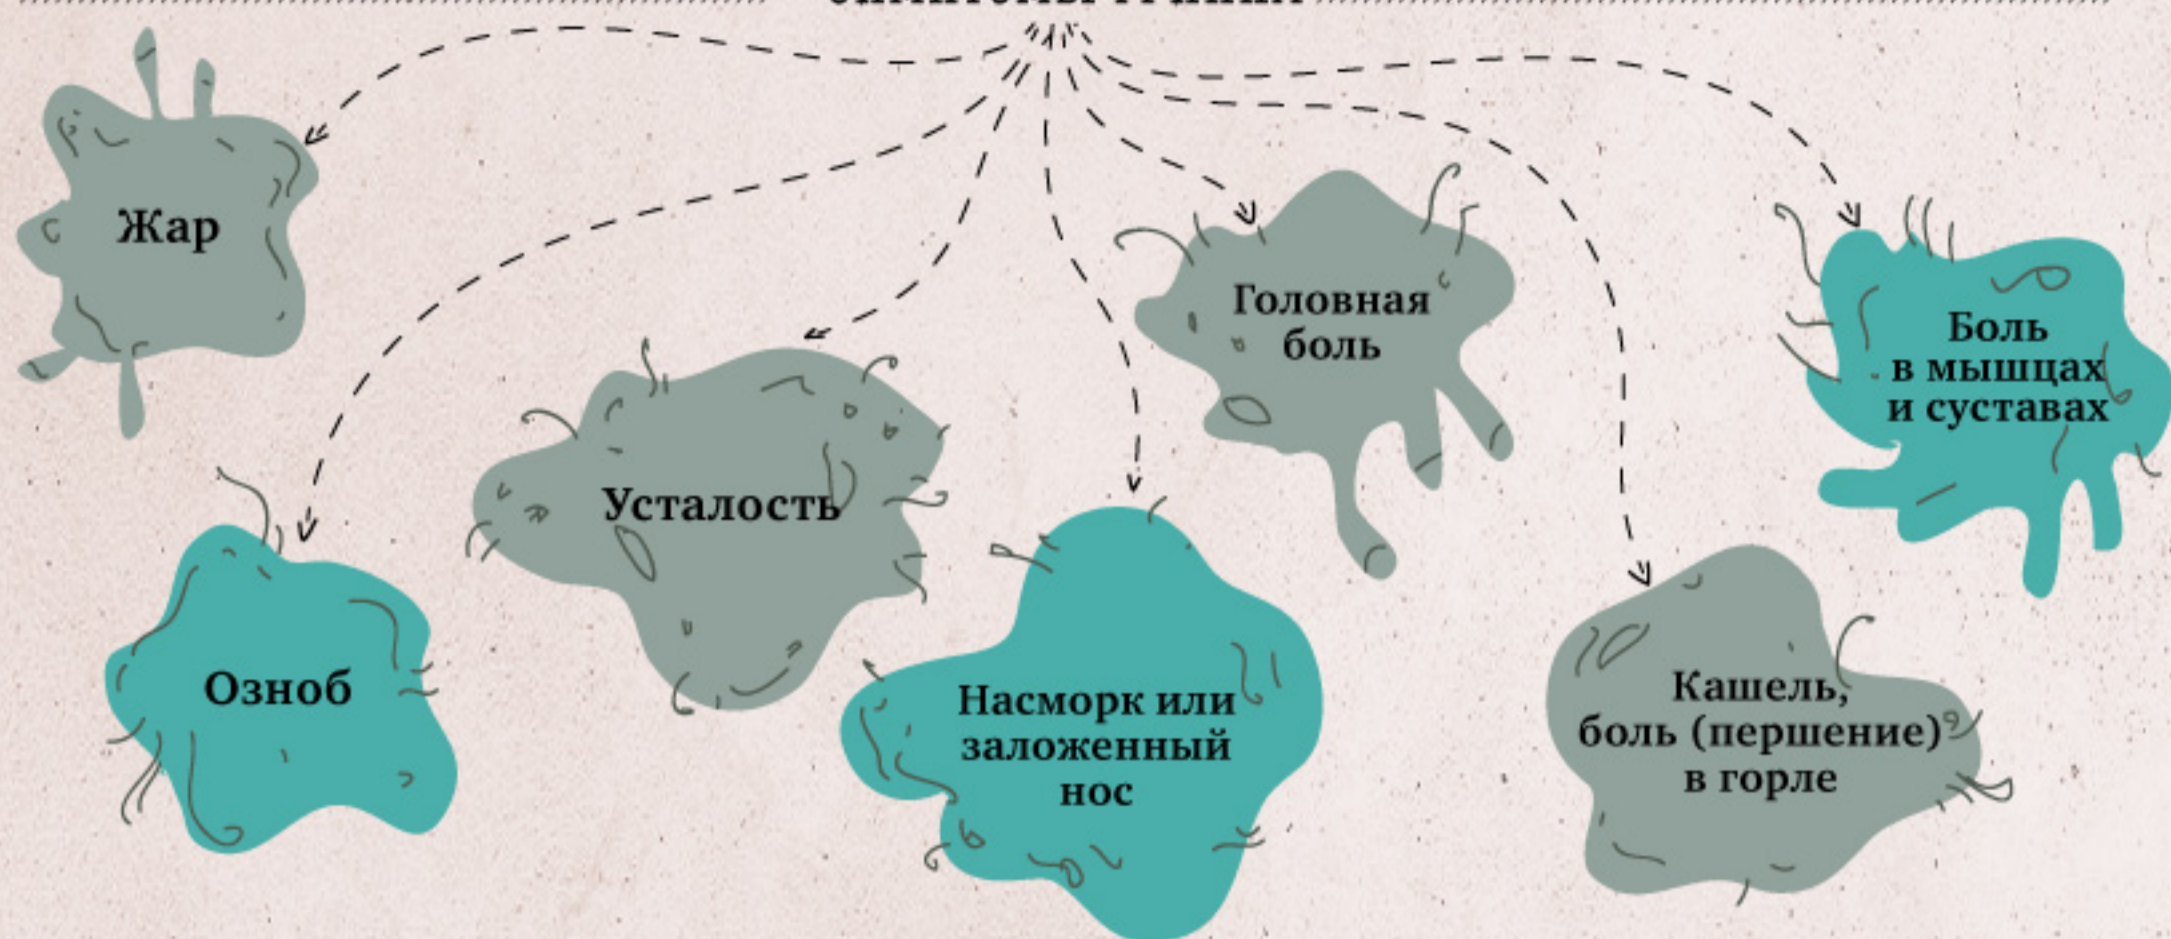 Жар
Головная
боль
Боль
в мышцах
и суставах
Усталость
Озноб
Насморк или
заложенный
нос
Кашель,
боль (першение)
в горле